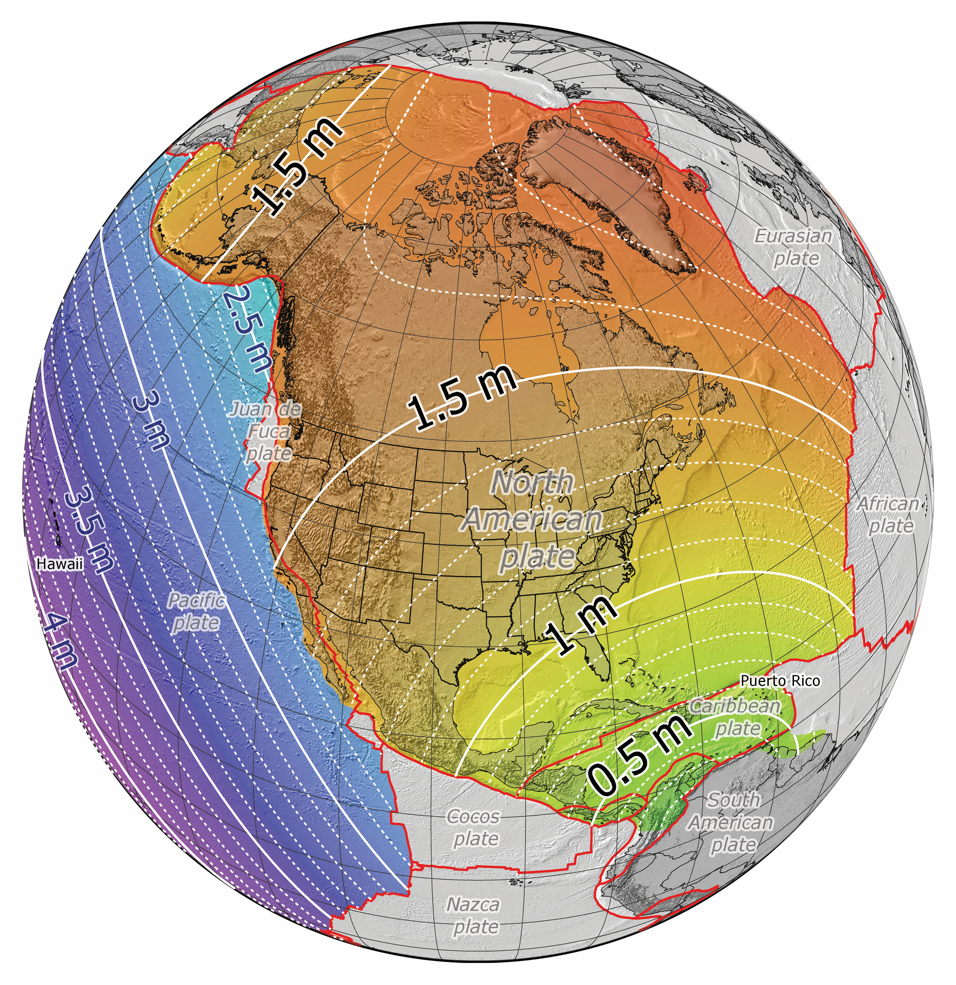 1.5 m
Eurasian
plate
2.5 m
1.5 m
3 m
Juan de
Fuca
plate
North
American
plate
3.5 m
African
plate
Hawaii
Pacific
plate
1 m
4 m
Puerto Rico
Caribbean
plate
0.5 m
Cocos
plate
South
American
plate
Nazca
plate